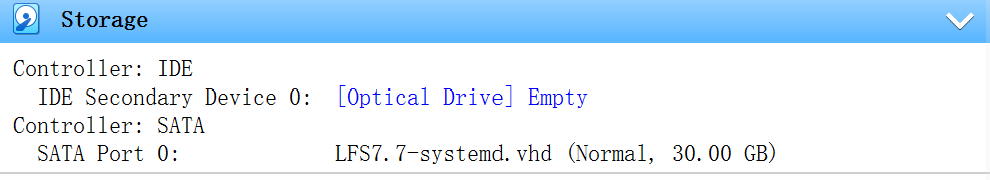 Storage
Controller: IDE
IDE Secondary Device 0: [Optical Drive] Empty
Controller: SATA
SATA Port 0: LFS7.7-systemd.vhd (Normal, 30.00 GB)